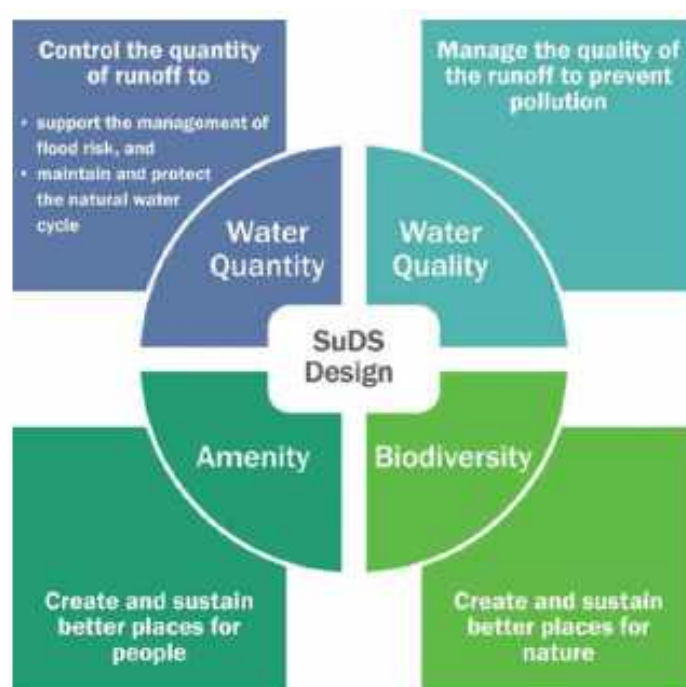 Control the quantity
of runoff to
• support the management of
flood risk, and
• maintain and protect
the natural water
cycle
Manage the quality of
the runoff to prevent
pollution
Water
Quantity
Water
Quality
SuDS
Design
Amenity
Biodiversity
Create and sustain
better places for
people
Create and sustain
better places for
nature